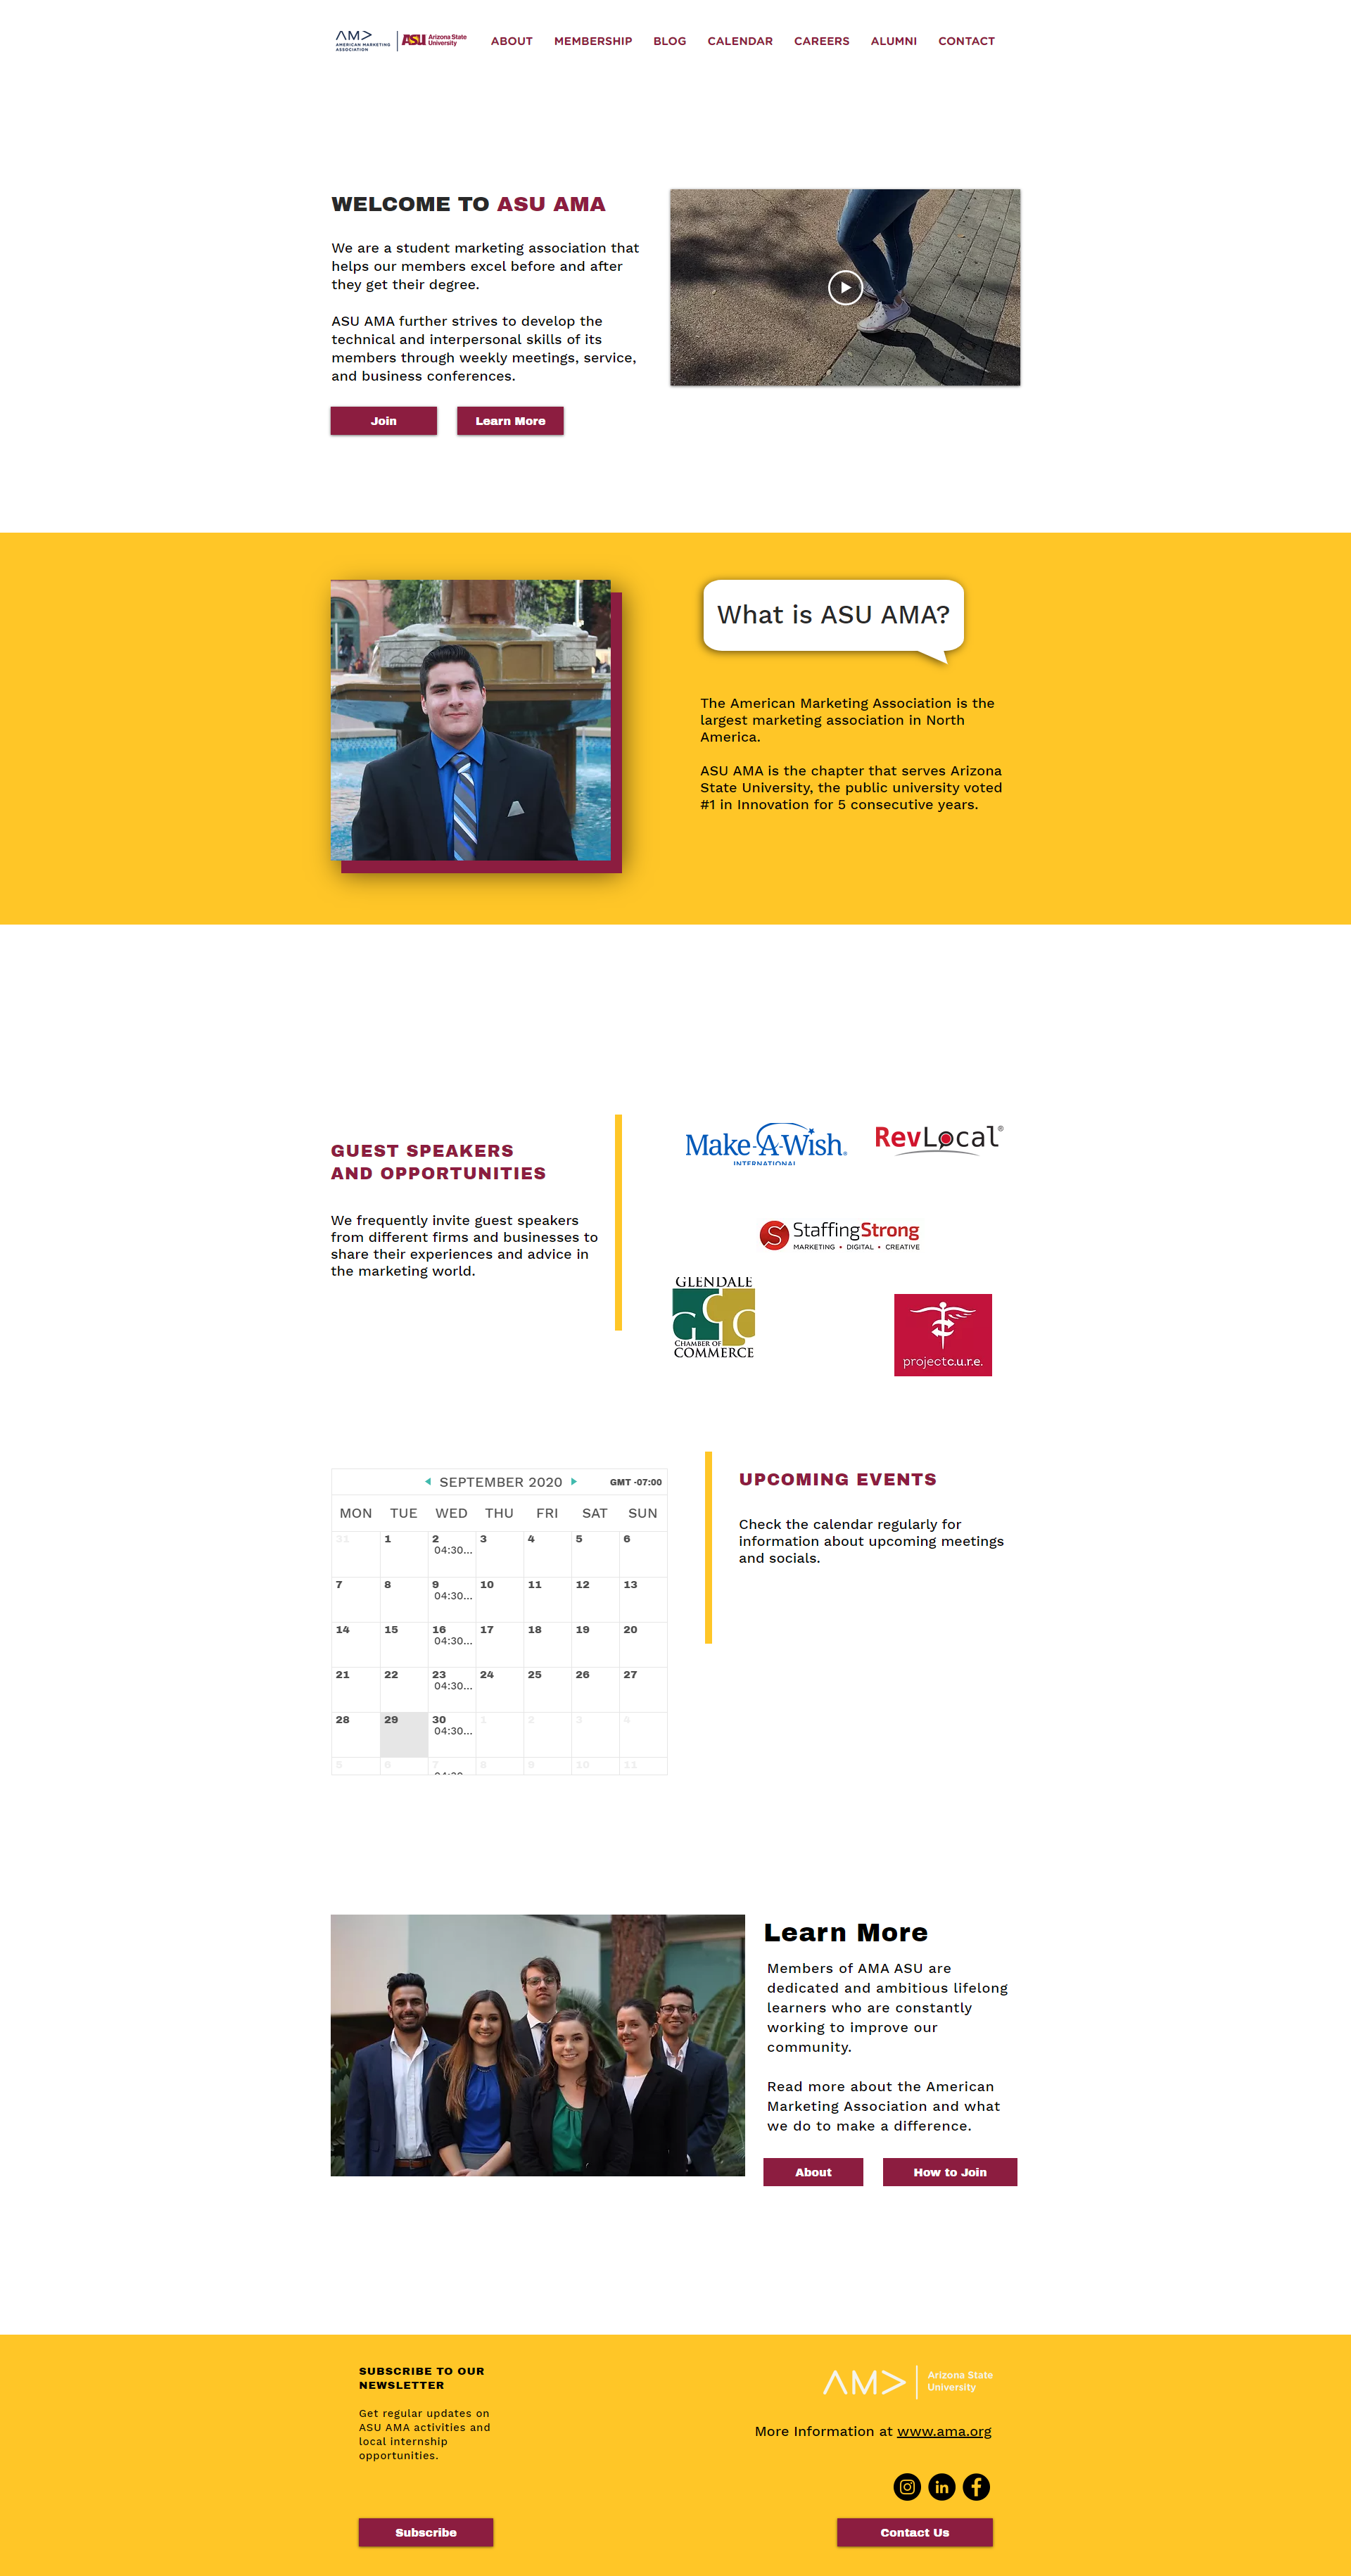 AMA
AMERICAN MARKETING
ASSOCIATION
ASU Arizona State
University
ABOUT MEMBERSHIP BLOG CALENDAR CAREERS ALUMNI CONTACT
WELCOME TO ASU AMA
We are a student marketing association that
helps our members excel before and after
they get their degree.
ASU AMA further strives to develop the
technical and interpersonal skills of its
members through weekly meetings, service,
and business conferences.
Join Learn More
What is ASU AMA?
The American Marketing Association is the
largest marketing association in North
America.
ASU AMA is the chapter that serves Arizona
State University, the public university voted
#1 in Innovation for 5 consecutive years.
GUEST SPEAKERS
AND OPPORTUNITIES
We frequently invite guest speakers
from different firms and businesses to
share their experiences and advice in
the marketing world.
Make-A-Wish®
INTERNATIONAL
RevLocal®
S StaffingStrong
MARKETING • DIGITAL • CREATIVE
GLENDALE
GCC
CHAMBER OF
COMMERCE
projectc.u.r.e.
SEPTEMBER 2020 GMT -07:00
MON TUE WED THU FRI SAT SUN
31 1 2 3 4 5 6
04:30...
7 8 9 10 11 12 13
04:30...
14 15 16 17 18 19 20
04:30...
21 22 23 24 25 26 27
04:30...
28 29 30 1 2 3 4
04:30...
5 6 7 8 9 10 11
UPCOMING EVENTS
Check the calendar regularly for
information about upcoming meetings
and socials.
Learn More
Members of AMA ASU are
dedicated and ambitious lifelong
learners who are constantly
working to improve our
community.
Read more about the American
Marketing Association and what
we do to make a difference.
About How to Join
SUBSCRIBE TO OUR
NEWSLETTER
Get regular updates on
ASU AMA activities and
local internship
opportunities.
Subscribe
AMA Arizona State
University
More Information at www.ama.org
in f
Contact Us